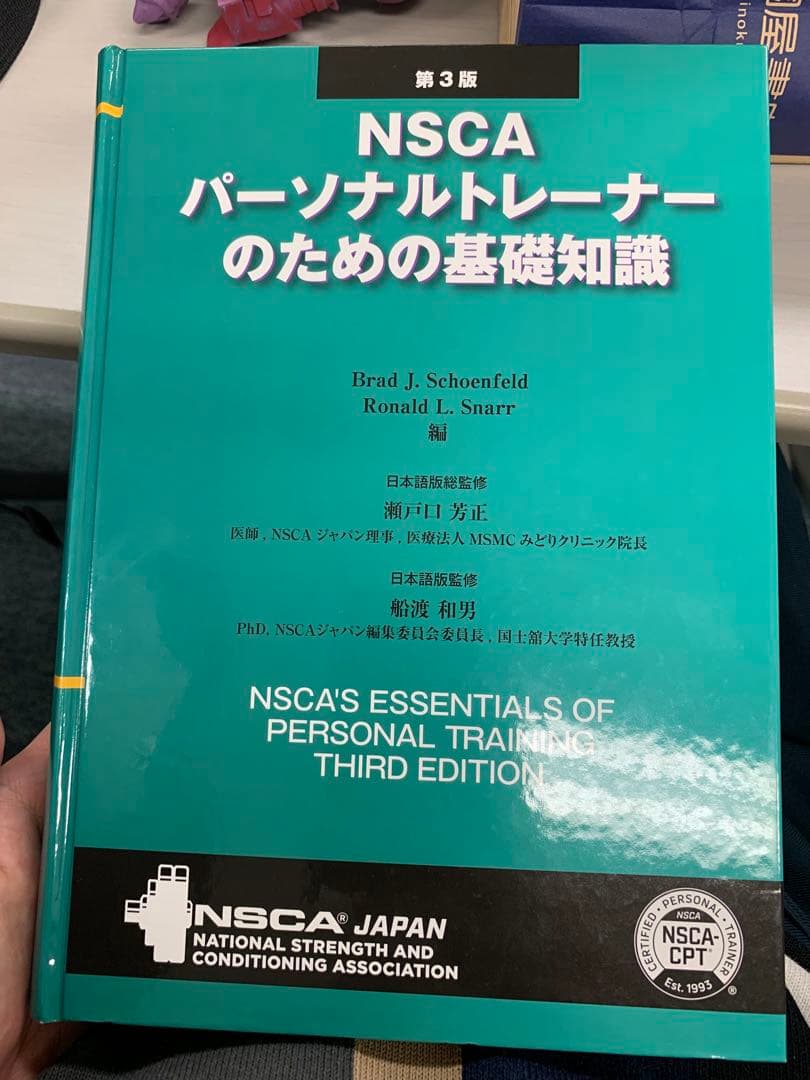 第3版
NSCA
パーソナルトレーナー
のための基礎知識
Brad J. Schoenfeld
Ronald L. Snarr
編
日本語版総監修
瀬戸口 芳正
医師, NSCA ジャパン理事, 医療法人 MSMC みどりクリニック院長
日本語版監修
船渡 和男
PhD, NSCAジャパン編集委員会委員長, 国士舘大学特任教授
NSCA'S ESSENTIALS OF
PERSONAL TRAINING
THIRD EDITION
NSCA® JAPAN
NATIONAL STRENGTH AND
CONDITIONING ASSOCIATION
CERTIFIED • PERSONAL • TRAINER
NSCA
NSCA-
CPT®
Est. 1993
®
屋書